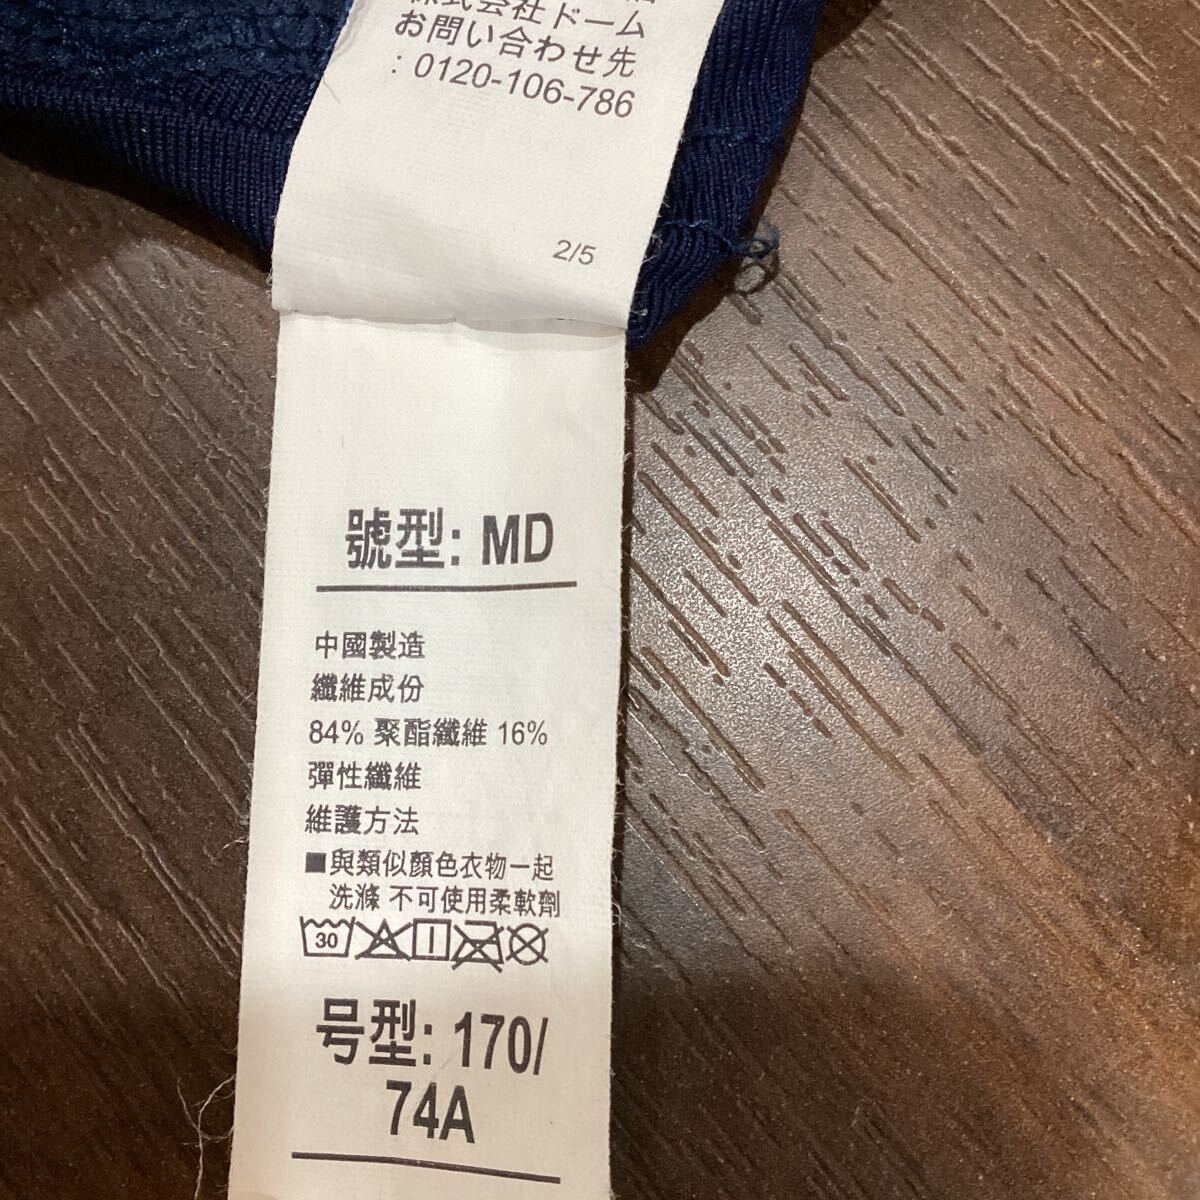 株式会社ドーム
お問い合わせ先
: 0120-106-786
2/5
號型: MD
中國製造
纖維成份
84% 聚酯纖維 16%
彈性纖維
維護方法
■與類似顏色衣物一起
洗滌 不可使用柔軟劑
30
号型: 170/
74A